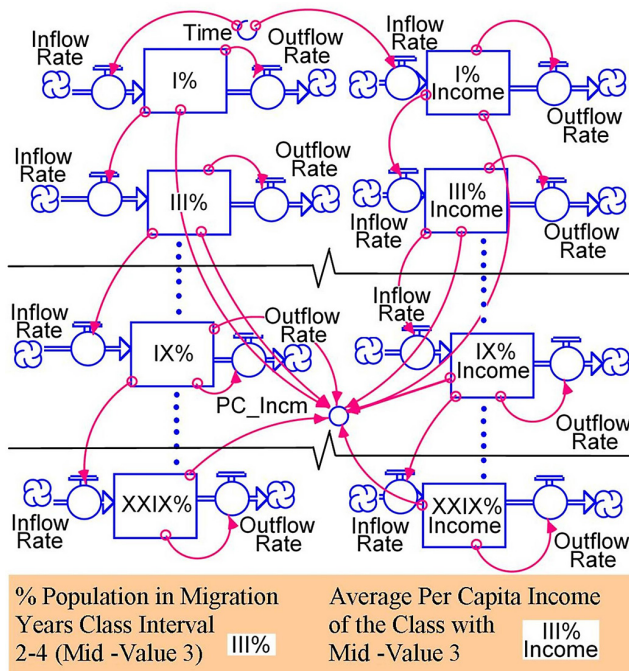 Time
Inflow
Rate
I%
Outflow
Rate
Inflow
Rate
I%
Income
Outflow
Rate
Inflow
Rate
III%
Outflow
Rate
Inflow
Rate
III%
Income
Outflow
Rate
Inflow
Rate
IX%
Outflow
Rate
PC_Incm
Inflow
Rate
IX%
Income
Outflow
Rate
Inflow
Rate
XXIX%
Outflow
Rate
Inflow
Rate
XXIX%
Income
Outflow
Rate
% Population in Migration
Years Class Interval
2-4 (Mid -Value 3)
III%
Average Per Capita Income
of the Class with
Mid -Value 3
III%
Income